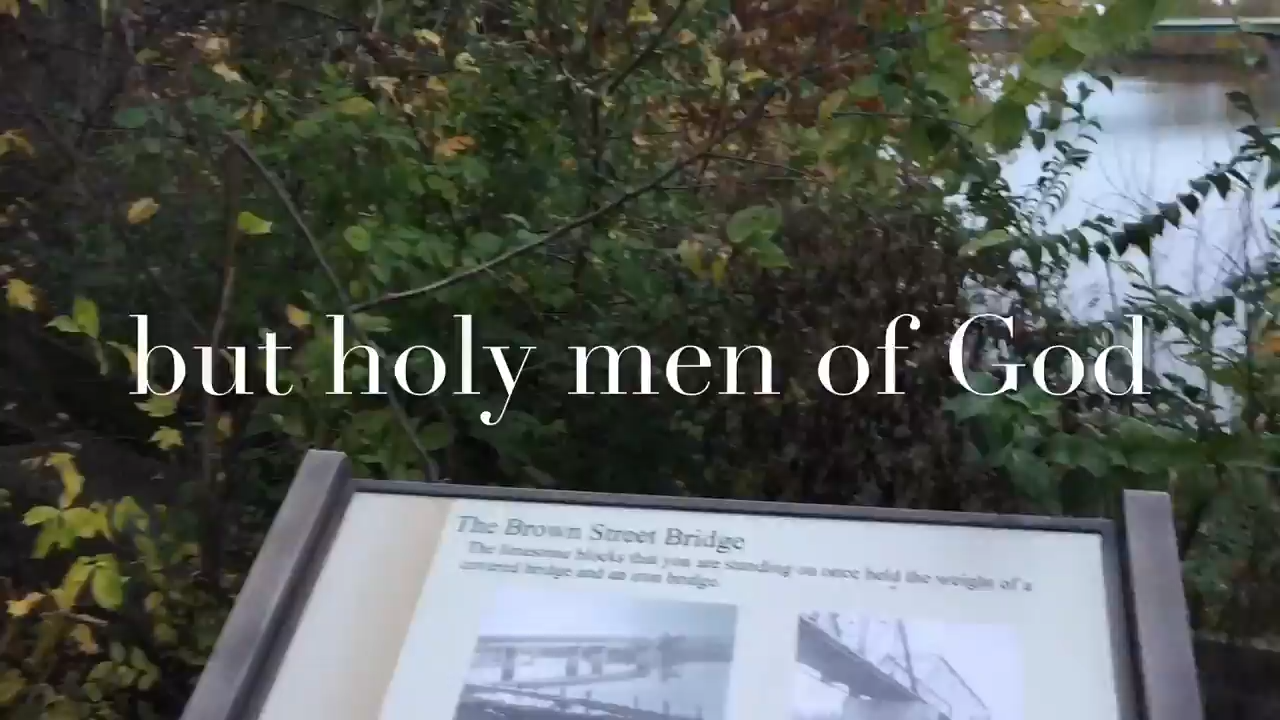 but holy men of God
The Brown Street Bridge
The limestone blocks that you are standing on once held the weight of a
covered bridge and an iron bridge.